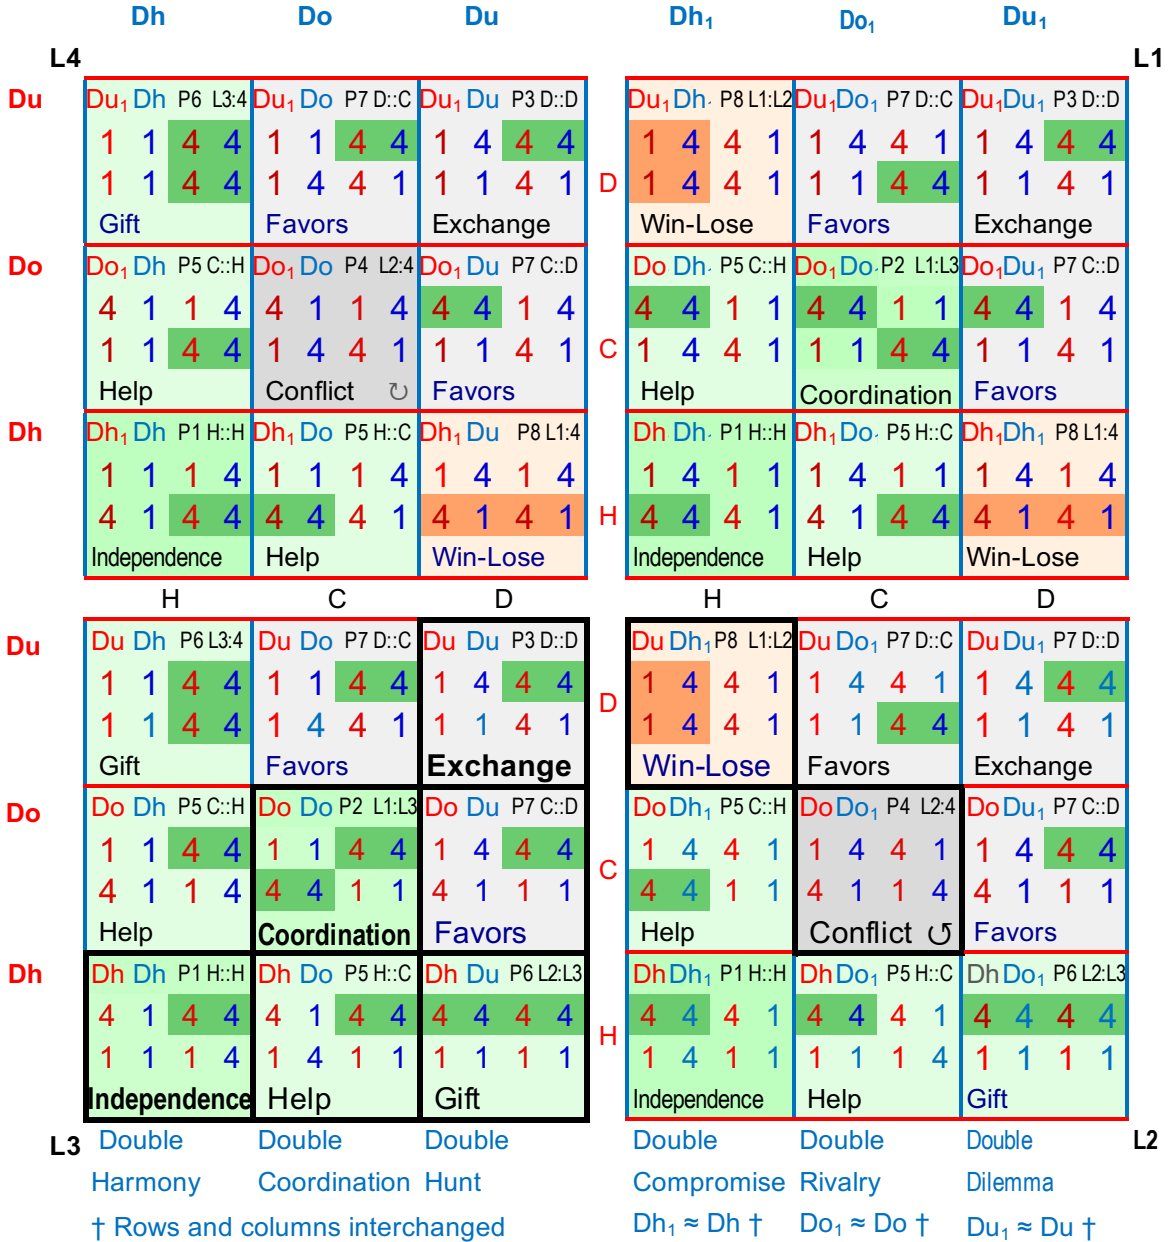 Dh Do Du Dh₁ Do₁ Du₁
L4 L1
Du Du₁ Dh P6 L3:4 Du₁ Do P7 D::C Du₁ Du P3 D::D Du₁ Dh₁ P8 L1:L2 Du₁ Do₁ P7 D::C Du₁ Du₁ P3 D::D
1 1 4 4 1 1 4 4 1 4 4 4 1 4 4 1 1 4 4 1 1 4 4 4
1 1 4 4 1 4 4 1 1 1 4 1 D 1 4 4 1 1 1 4 4 1 1 4 1
Gift Favors Exchange Win-Lose Favors Exchange
Do Do₁ Dh P5 C::H Do₁ Do P4 L2:4 Do₁ Du P7 C::D Do Dh₁ P5 C::H Do₁ Do₁ P2 L1:L3 Do₁ Du₁ P7 C::D
4 1 1 4 4 1 1 4 4 4 1 4 4 4 1 1 4 4 1 1 4 4 1 4
1 1 4 4 1 4 4 1 1 1 4 1 C 1 4 4 1 1 1 4 4 1 1 4 1
Help Conflict ↻ Favors Help Coordination Favors
Dh Dh₁ Dh P1 H::H Dh₁ Do P5 H::C Dh₁ Du P8 L1:4 Dh Dh₁ P1 H::H Dh₁ Do₁ P5 H::C Dh₁ Dh₁ P8 L1:4
1 1 1 4 1 1 1 4 1 4 1 4 1 4 1 1 1 4 1 1 1 4 1 4
4 1 4 4 4 4 4 1 4 1 4 1 H 4 4 4 1 4 1 4 4 4 1 4 1
Independence Help Win-Lose Independence Help Win-Lose
H C D H C D
Du Du Dh P6 L3:4 Du Do P7 D::C Du Du P3 D::D Du Dh₁ P8 L1:L2 Du Do₁ P7 D::C Du Du₁ P7 D::D
1 1 4 4 1 1 4 4 1 4 4 4 1 4 4 1 1 4 4 1 1 4 4 4
1 1 4 4 1 4 4 1 1 1 4 1 D 1 4 4 1 1 1 4 4 1 1 4 1
Gift Favors Exchange Win-Lose Favors Exchange
Do Do Dh P5 C::H Do Do P2 L1:L3 Do Du P7 C::D Do Dh₁ P5 C::H Do Do₁ P4 L2:4 Do Du₁ P7 C::D
1 1 4 4 1 1 4 4 1 4 4 4 1 4 4 1 1 4 4 1 1 4 4 4
4 1 1 4 4 4 1 1 4 1 1 1 C 4 4 1 1 4 1 1 4 4 1 1 1
Help Coordination Favors Help Conflict ↺ Favors
Dh Dh Dh P1 H::H Dh Do P5 H::C Dh Du P6 L2:L3 Dh Dh₁ P1 H::H Dh Do₁ P5 H::C Dh Do₁ P6 L2:L3
4 1 4 4 4 1 4 4 4 4 4 4 H 4 4 4 1 4 4 4 1 4 4 4 4
1 1 1 4 1 4 1 4 1 1 1 1 1 4 1 1 1 1 1 4 1 1 1 1
Independence Help Gift Independence Help Gift
L3 Double Double Double Double Double Double L2
Harmony Coordination Hunt Compromise Rivalry Dilemma
† Rows and columns interchanged Dh₁ ≈ Dh † Do₁ ≈ Do † Du₁ ≈ Du †